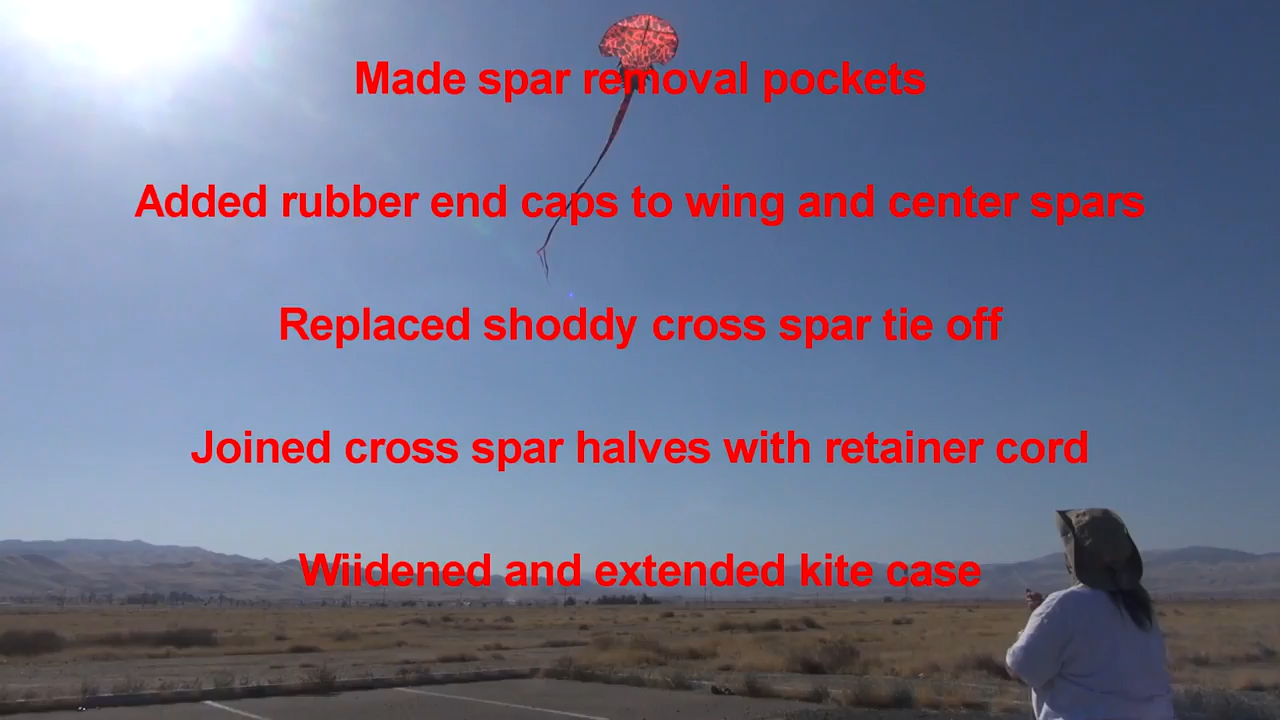 Made spar removal pockets
Added rubber end caps to wing and center spars
Replaced shoddy cross spar tie off
Joined cross spar halves with retainer cord
Wiidened and extended kite case